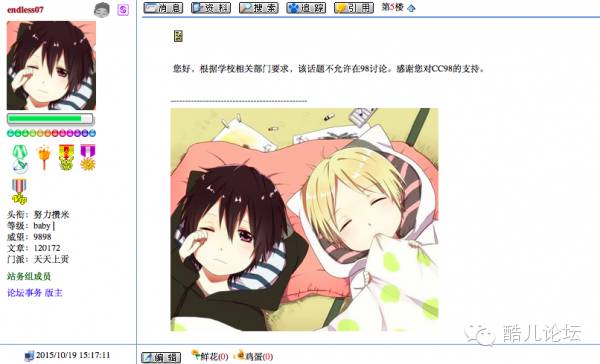 endless07
消息 资料 搜索 追踪 引用 第5楼
您好，根据学校相关部门要求，该话题不允许在98讨论。感谢您对CC98的支持。
----------------------------------------------
头衔：努力攒米
等级：baby |
威望：9898
文章：120172
门派：天天上贡
站务组成员
论坛事务 版主
2015/10/19 15:17:11
编辑 鲜花(0) 鸡蛋(0)
酷儿论坛